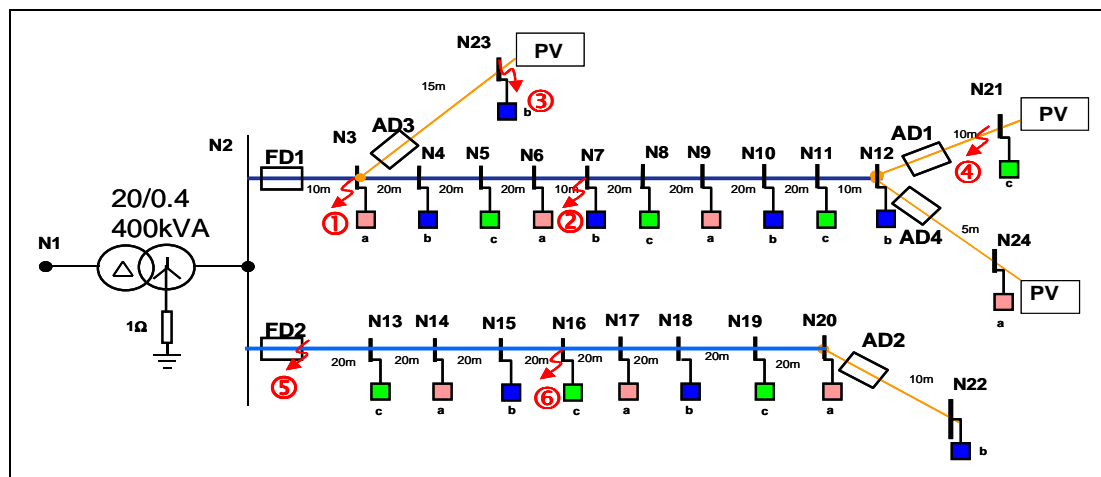 N23
PV
15m
③
b
AD3
N21
PV
AD1
10m
④
c
N2
N3
N4
N5
N6
N7
N8
N9
N10
N11
N12
FD1
10m
20m
20m
20m
10m
20m
20m
20m
20m
10m
①
②
a
b
c
a
b
c
a
b
c
b
AD4
5m
N24
PV
a
20/0.4
400kVA
N1
1Ω
FD2
N13
N14
N15
N16
N17
N18
N19
N20
20m
20m
20m
20m
20m
20m
20m
20m
⑤
⑥
c
a
b
c
a
b
c
a
AD2
10m
N22
b